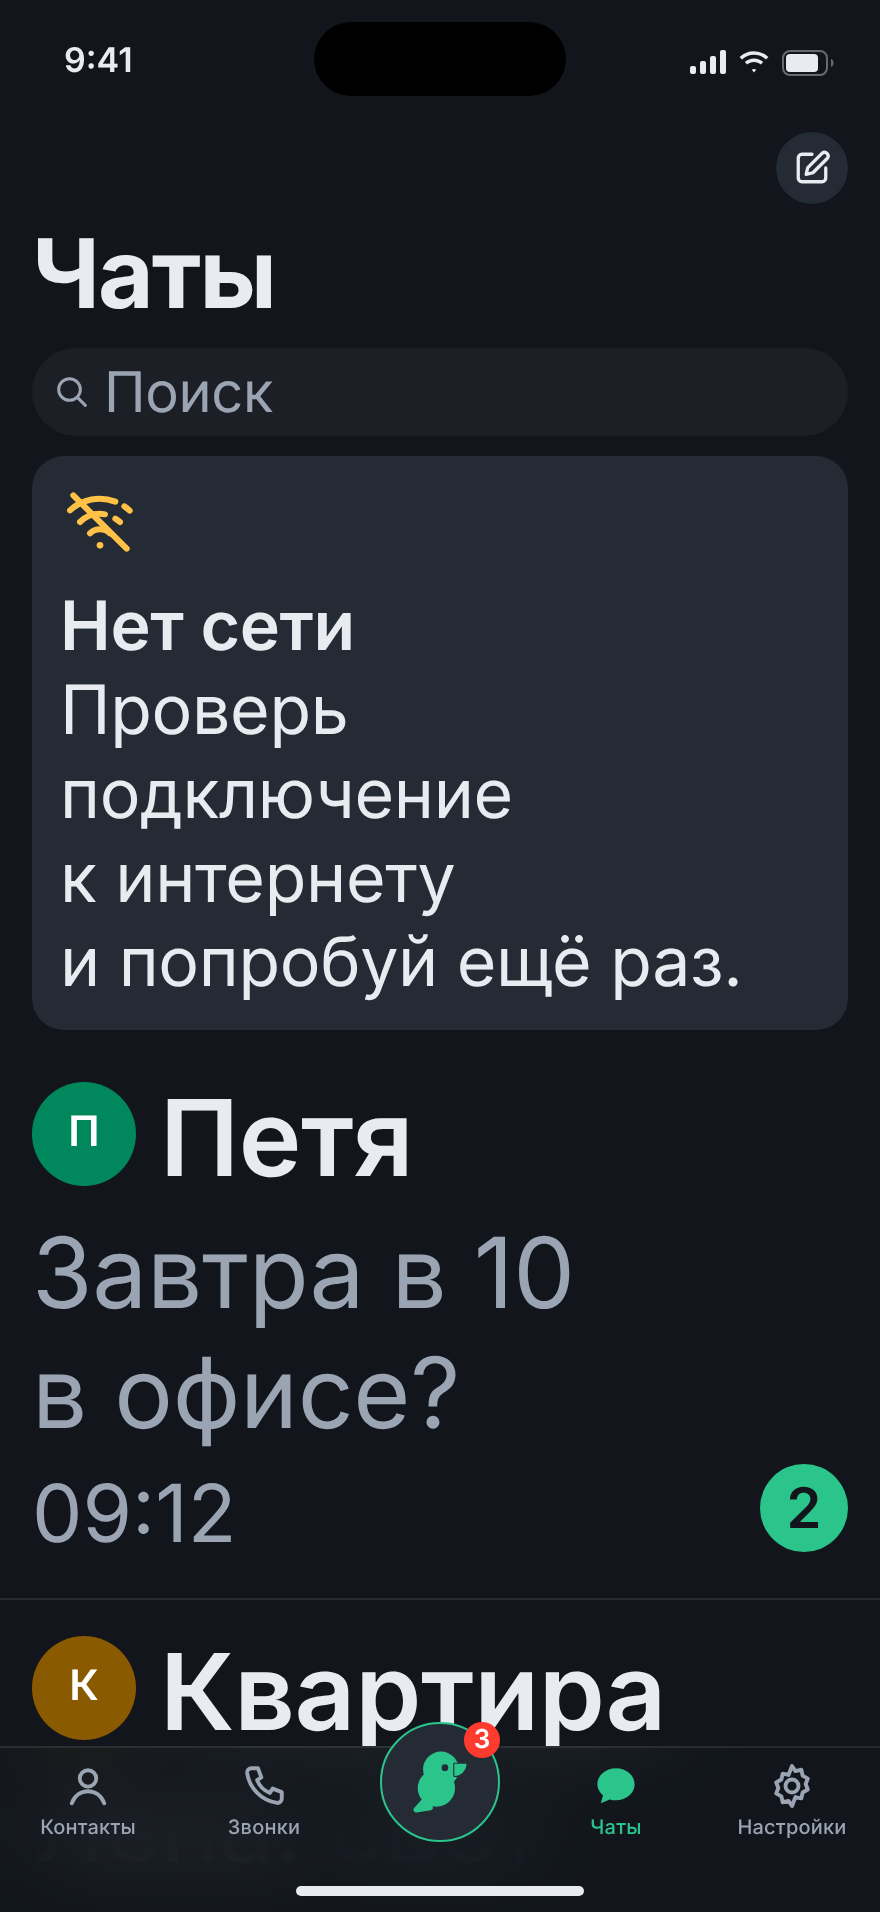 9:41
Чаты
Поиск
Нет сети
Проверь
подключение
к интернету
и попробуй ещё раз.
П
Петя
Завтра в 10
в офисе?
09:12
2
К
Квартира
3
Контакты
Звонки
Чаты
Настройки